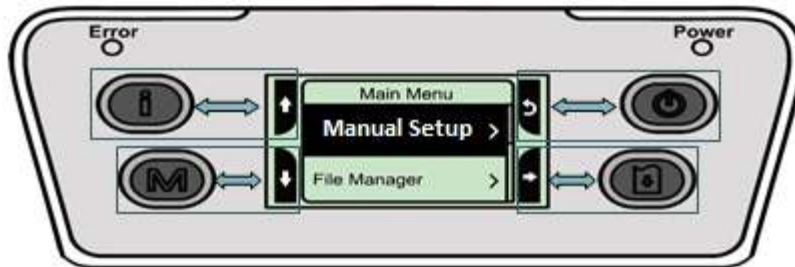 Error
Power
i
Main Menu
Manual Setup >
M
File Manager >